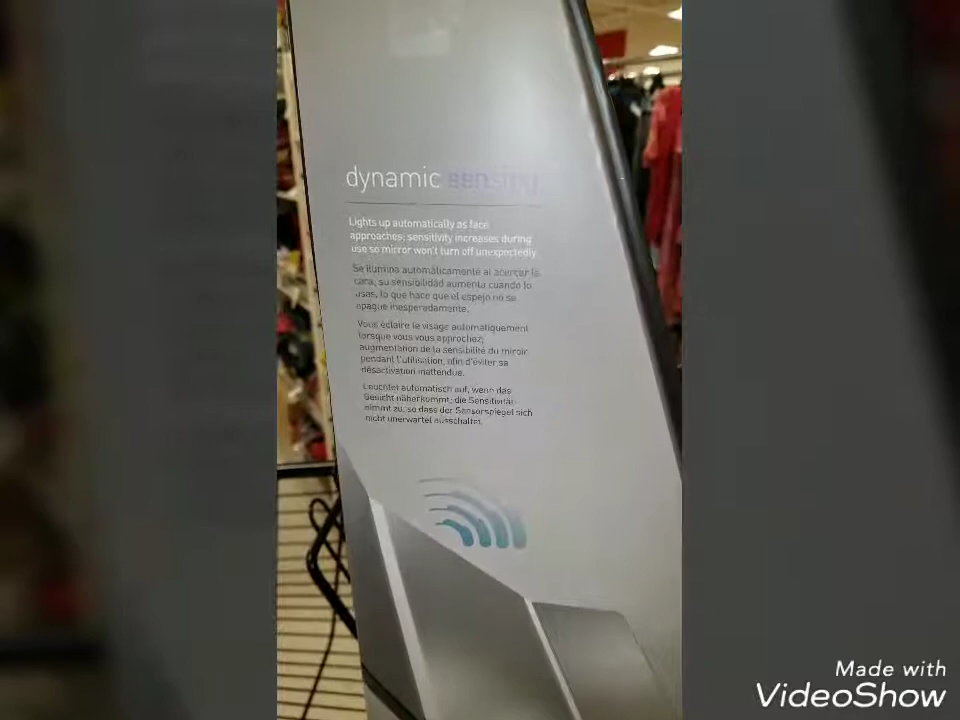 dynamic sensing
Lights up automatically as face
approaches; sensitivity increases during
use so mirror won't turn off unexpectedly.
Se ilumina automáticamente al acercar la
cara; su sensibilidad aumenta cuando lo
usas, lo que hace que el espejo no se
apague inesperadamente.
Vous éclaire le visage automatiquement
lorsque vous vous approchez;
augmentation de la sensibilité du miroir
pendant l'utilisation, afin d'éviter sa
désactivation inattendue.
Leuchtet automatisch auf, wenn das
Gesicht näherkommt; die Sensitivität
nimmt zu, so dass der Sensorspiegel sich
nicht unerwartet ausschaltet.
Made with
VideoShow